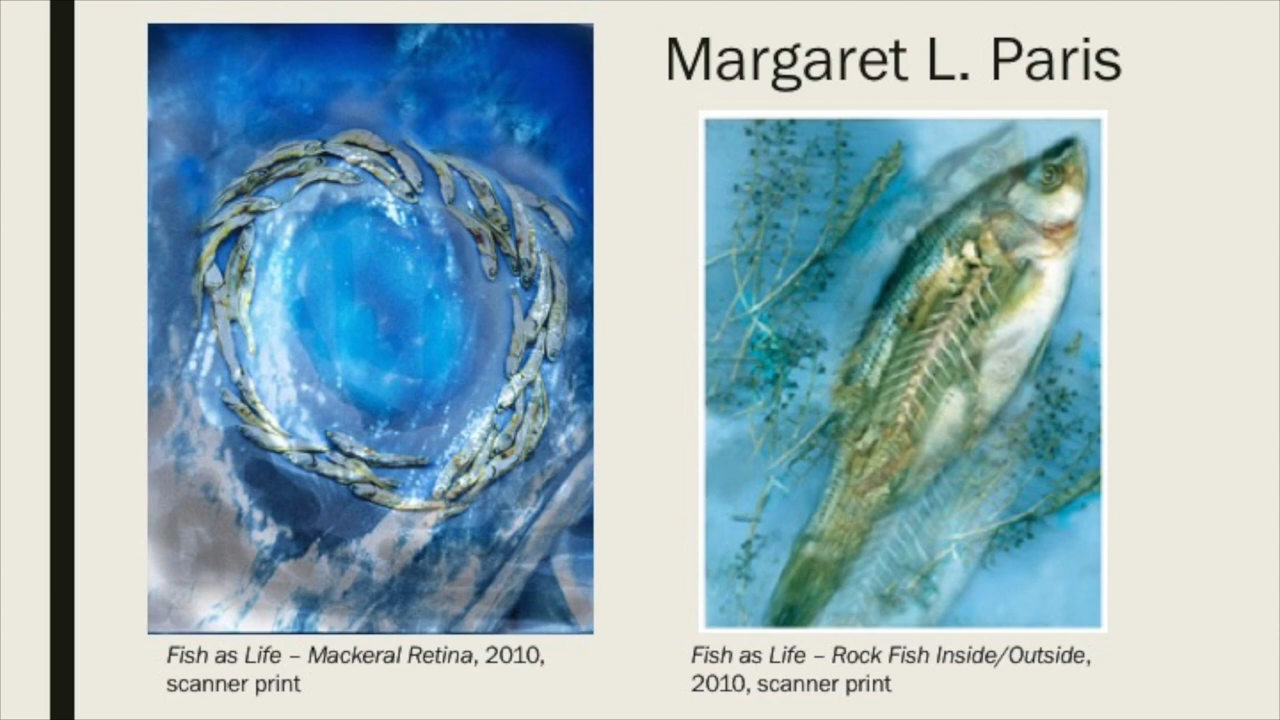 Margaret L. Paris
Fish as Life – Mackeral Retina, 2010,
scanner print
Fish as Life – Rock Fish Inside/Outside,
2010, scanner print